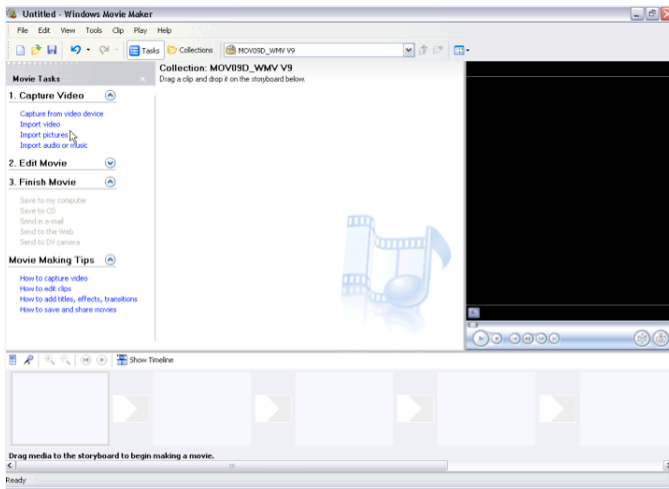 Untitled - Windows Movie Maker
File Edit View Tools Clip Play Help
Tasks Collections MOV09D_WMV V9
Movie Tasks
Collection: MOV09D_WMV V9
Drag a clip and drop it on the storyboard below.
1. Capture Video
Capture from video device
Import video
Import pictures
Import audio or music
2. Edit Movie
3. Finish Movie
Save to my computer
Save to CD
Send in e-mail
Send to the Web
Send to DV camera
Movie Making Tips
How to capture video
How to edit clips
How to add titles, effects, transitions
How to save and share movies
Show Timeline
Drag media to the storyboard to begin making a movie.
Ready